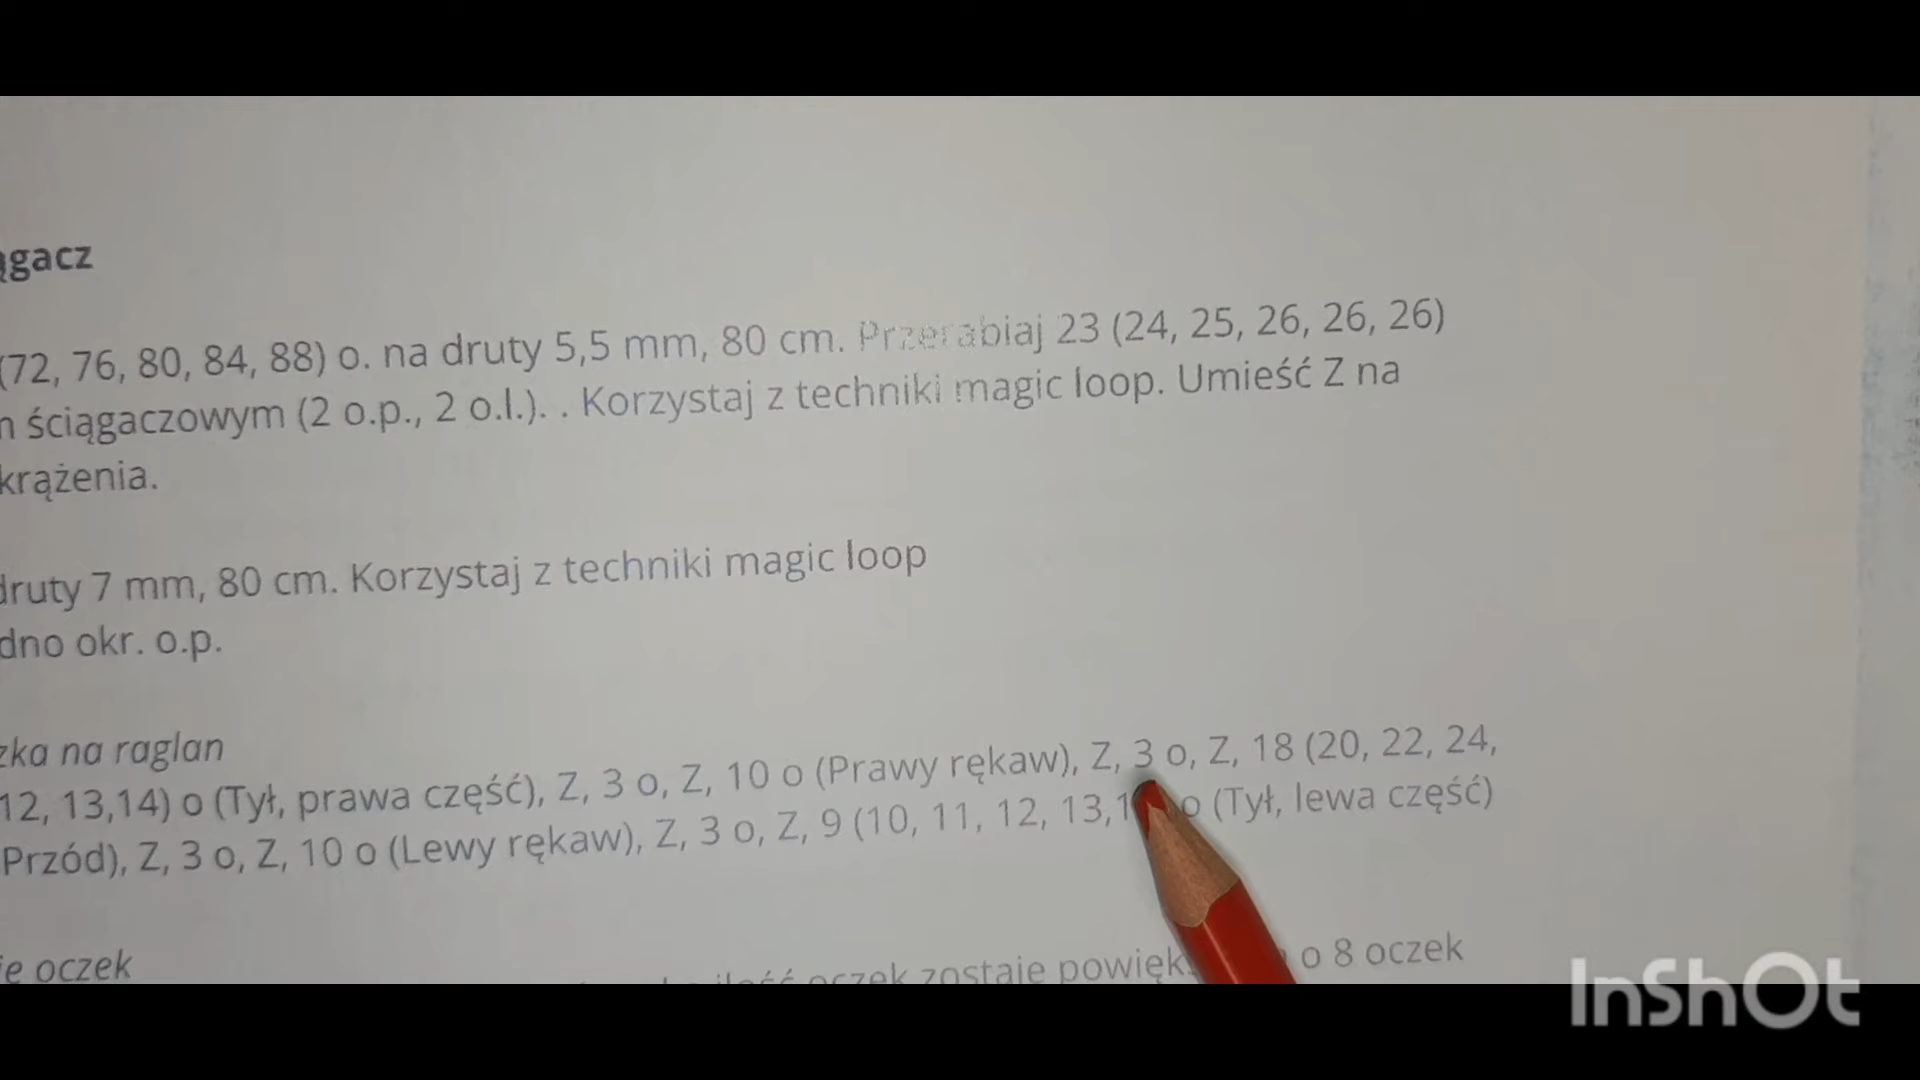 ągacz
(72, 76, 80, 84, 88) o. na druty 5,5 mm, 80 cm. Przerabiaj 23 (24, 25, 26, 26, 26)
ściągaczowym (2 o.p., 2 o.l.). . Korzystaj z techniki magic loop. Umieść Z na
krążenia.
druty 7 mm, 80 cm. Korzystaj z techniki magic loop
dno okr. o.p.
zka na raglan
12, 13,14) o (Tył, prawa część), Z, 3 o, Z, 10 o (Prawy rękaw), Z, 3 o, Z, 18 (20, 22, 24,
Przód), Z, 3 o, Z, 10 o (Lewy rękaw), Z, 3 o, Z, 9 (10, 11, 12, 13,1 o (Tył, lewa część)
ie oczek
ilość oczek zostaje o 8 oczek
InShOt